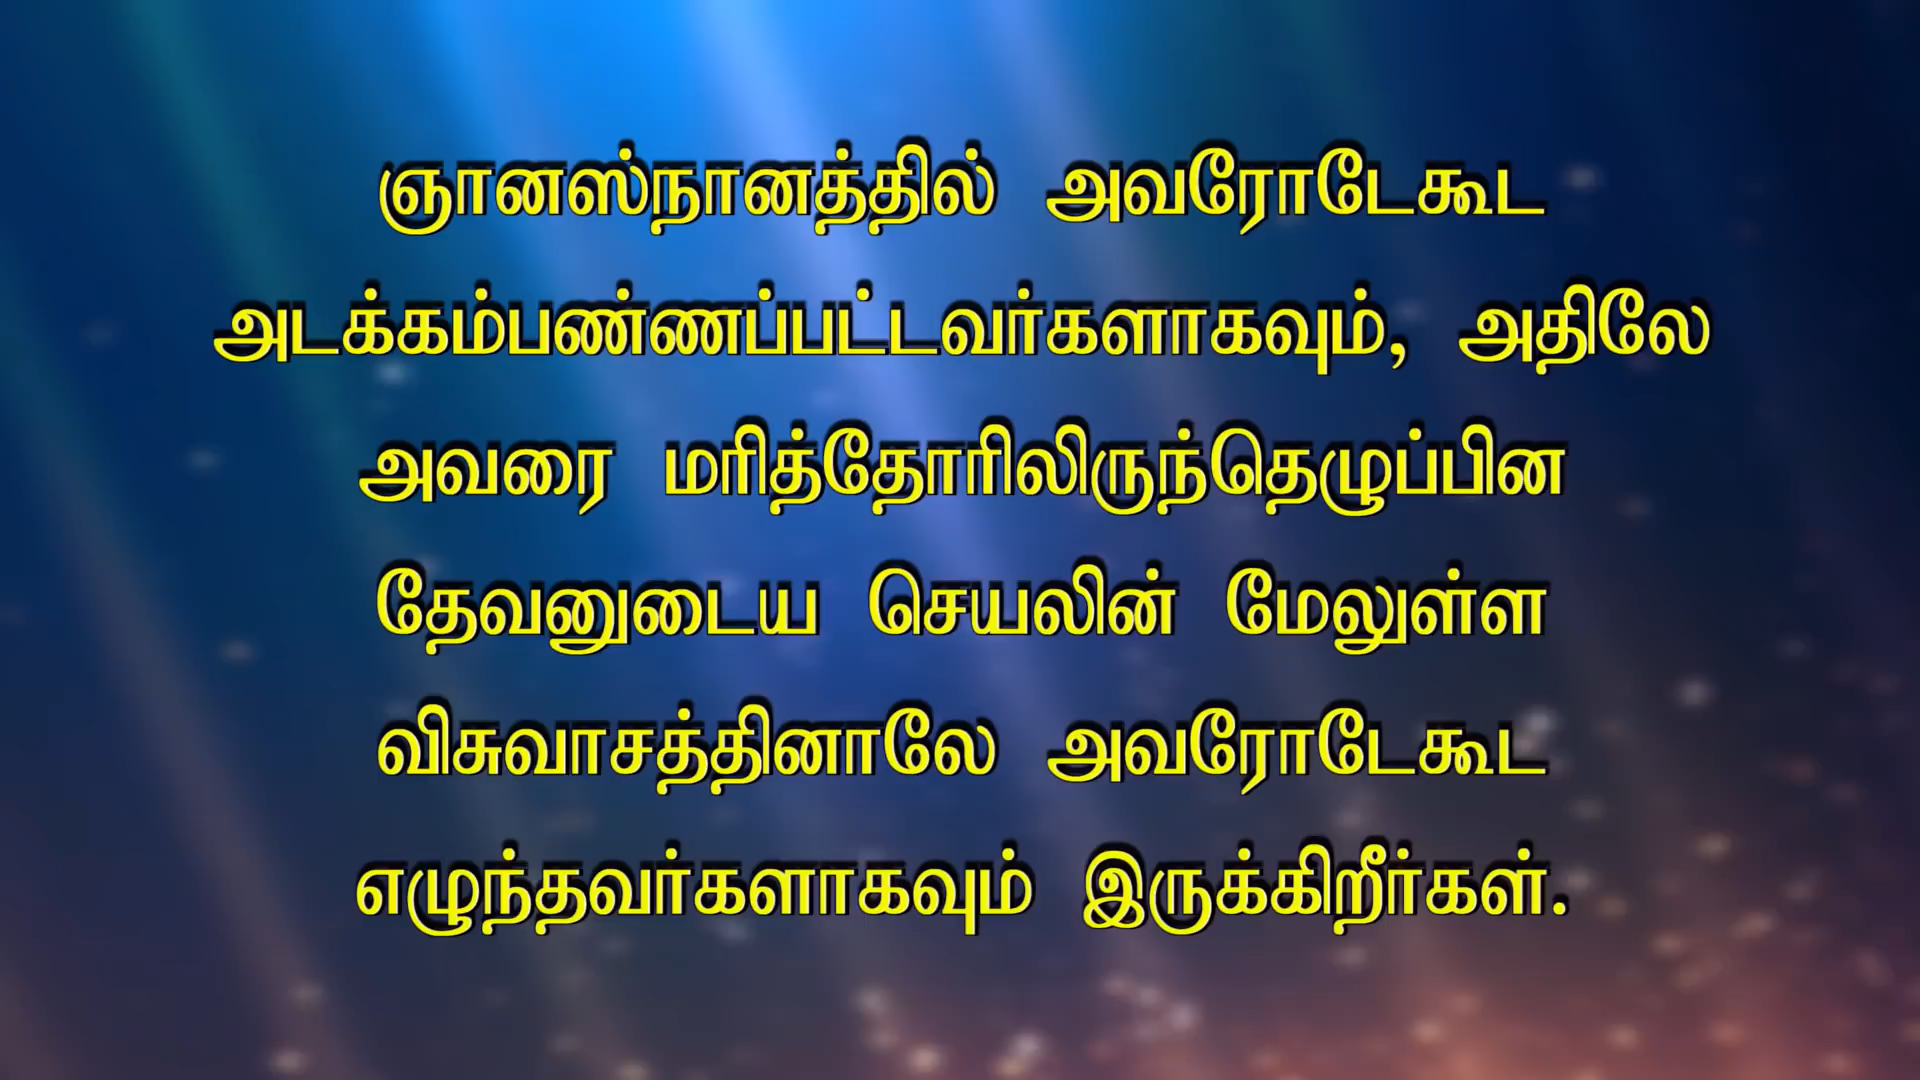 ஞானஸ்நானத்தில் அவரோடேகூட
அடக்கம்பண்ணப்பட்டவர்களாகவும், அதிலே
அவரை மரித்தோரிலிருந்தெழுப்பின
தேவனுடைய செயலின் மேலுள்ள
விசுவாசத்தினாலே அவரோடேகூட
எழுந்தவர்களாகவும் இருக்கிறீர்கள்.